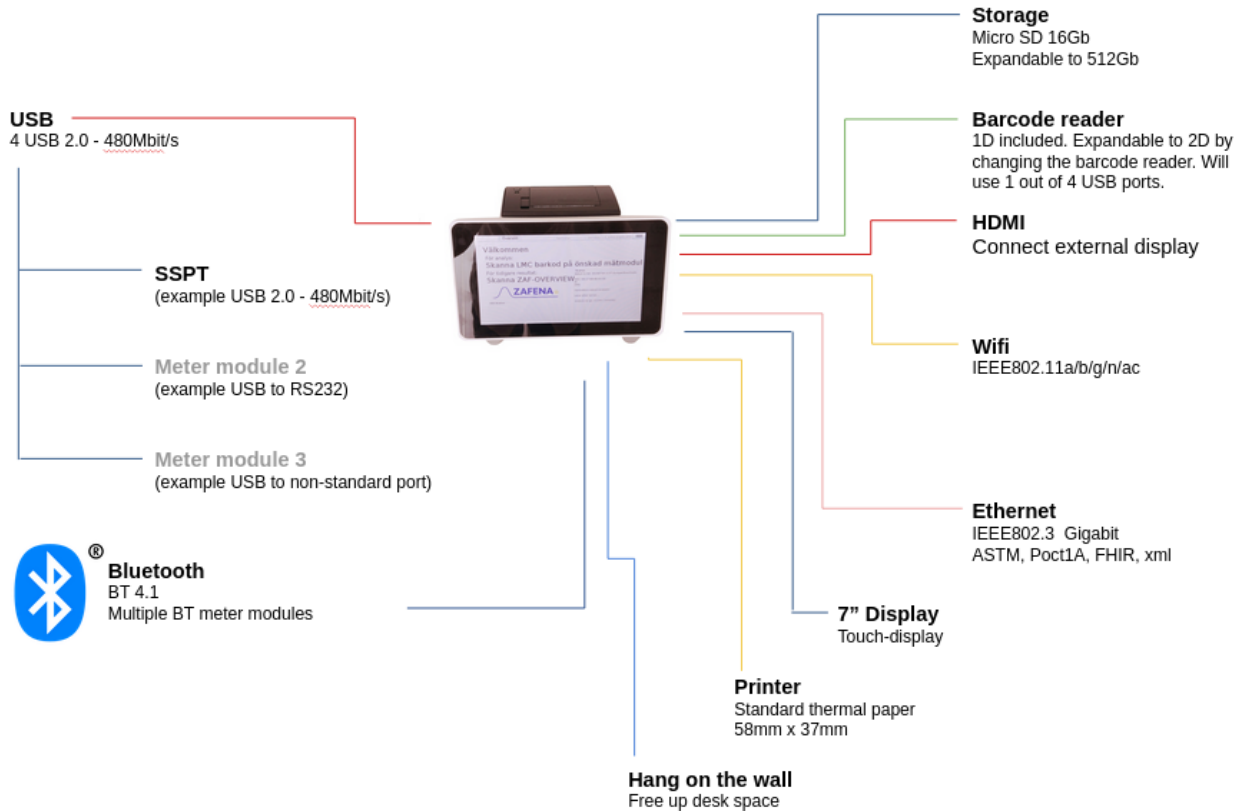 Storage
Micro SD 16Gb
Expandable to 512Gb
USB
4 USB 2.0 - 480Mbit/s
Barcode reader
1D included. Expandable to 2D by
changing the barcode reader. Will
use 1 out of 4 USB ports.
HDMI
Connect external display
Välkommen
För analys:
Skanna LMC barkod på önskad mätmodul
För tidigare resultat:
Skanna ZAF-OVERVIEW
ZAFENA
SSPT
(example USB 2.0 - 480Mbit/s)
Meter module 2
(example USB to RS232)
Meter module 3
(example USB to non-standard port)
Wifi
IEEE802.11a/b/g/n/ac
Ethernet
IEEE802.3 Gigabit
ASTM, Poct1A, FHIR, xml
®
Bluetooth
BT 4.1
Multiple BT meter modules
7” Display
Touch-display
Printer
Standard thermal paper
58mm x 37mm
Hang on the wall
Free up desk space